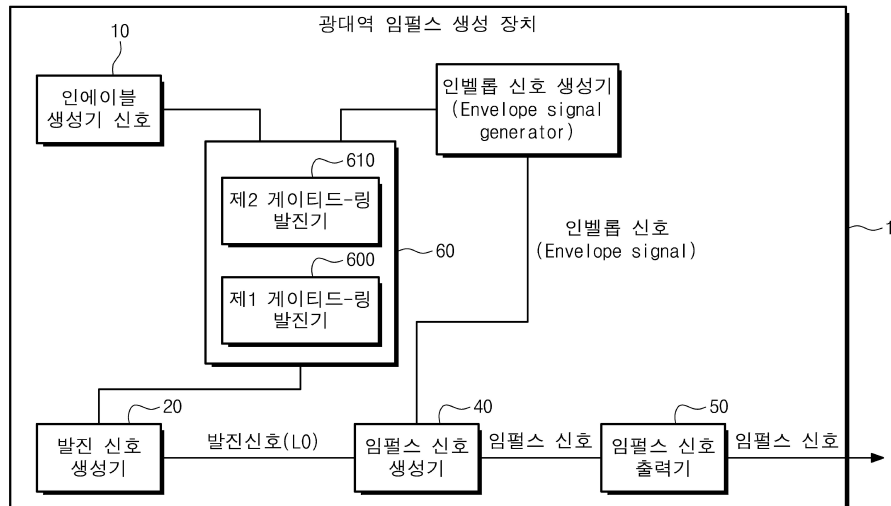 광대역 임펄스 생성 장치
10
인에이블
생성기 신호
인벨롭 신호 생성기
(Envelope signal
generator)
610
제2 게이티드-링
발진기
60
600
제1 게이티드-링
발진기
인벨롭 신호
(Envelope signal)
1
20
발진 신호
생성기
발진신호(LO)
40
임펄스 신호
생성기
임펄스 신호
50
임펄스 신호
출력기
임펄스 신호